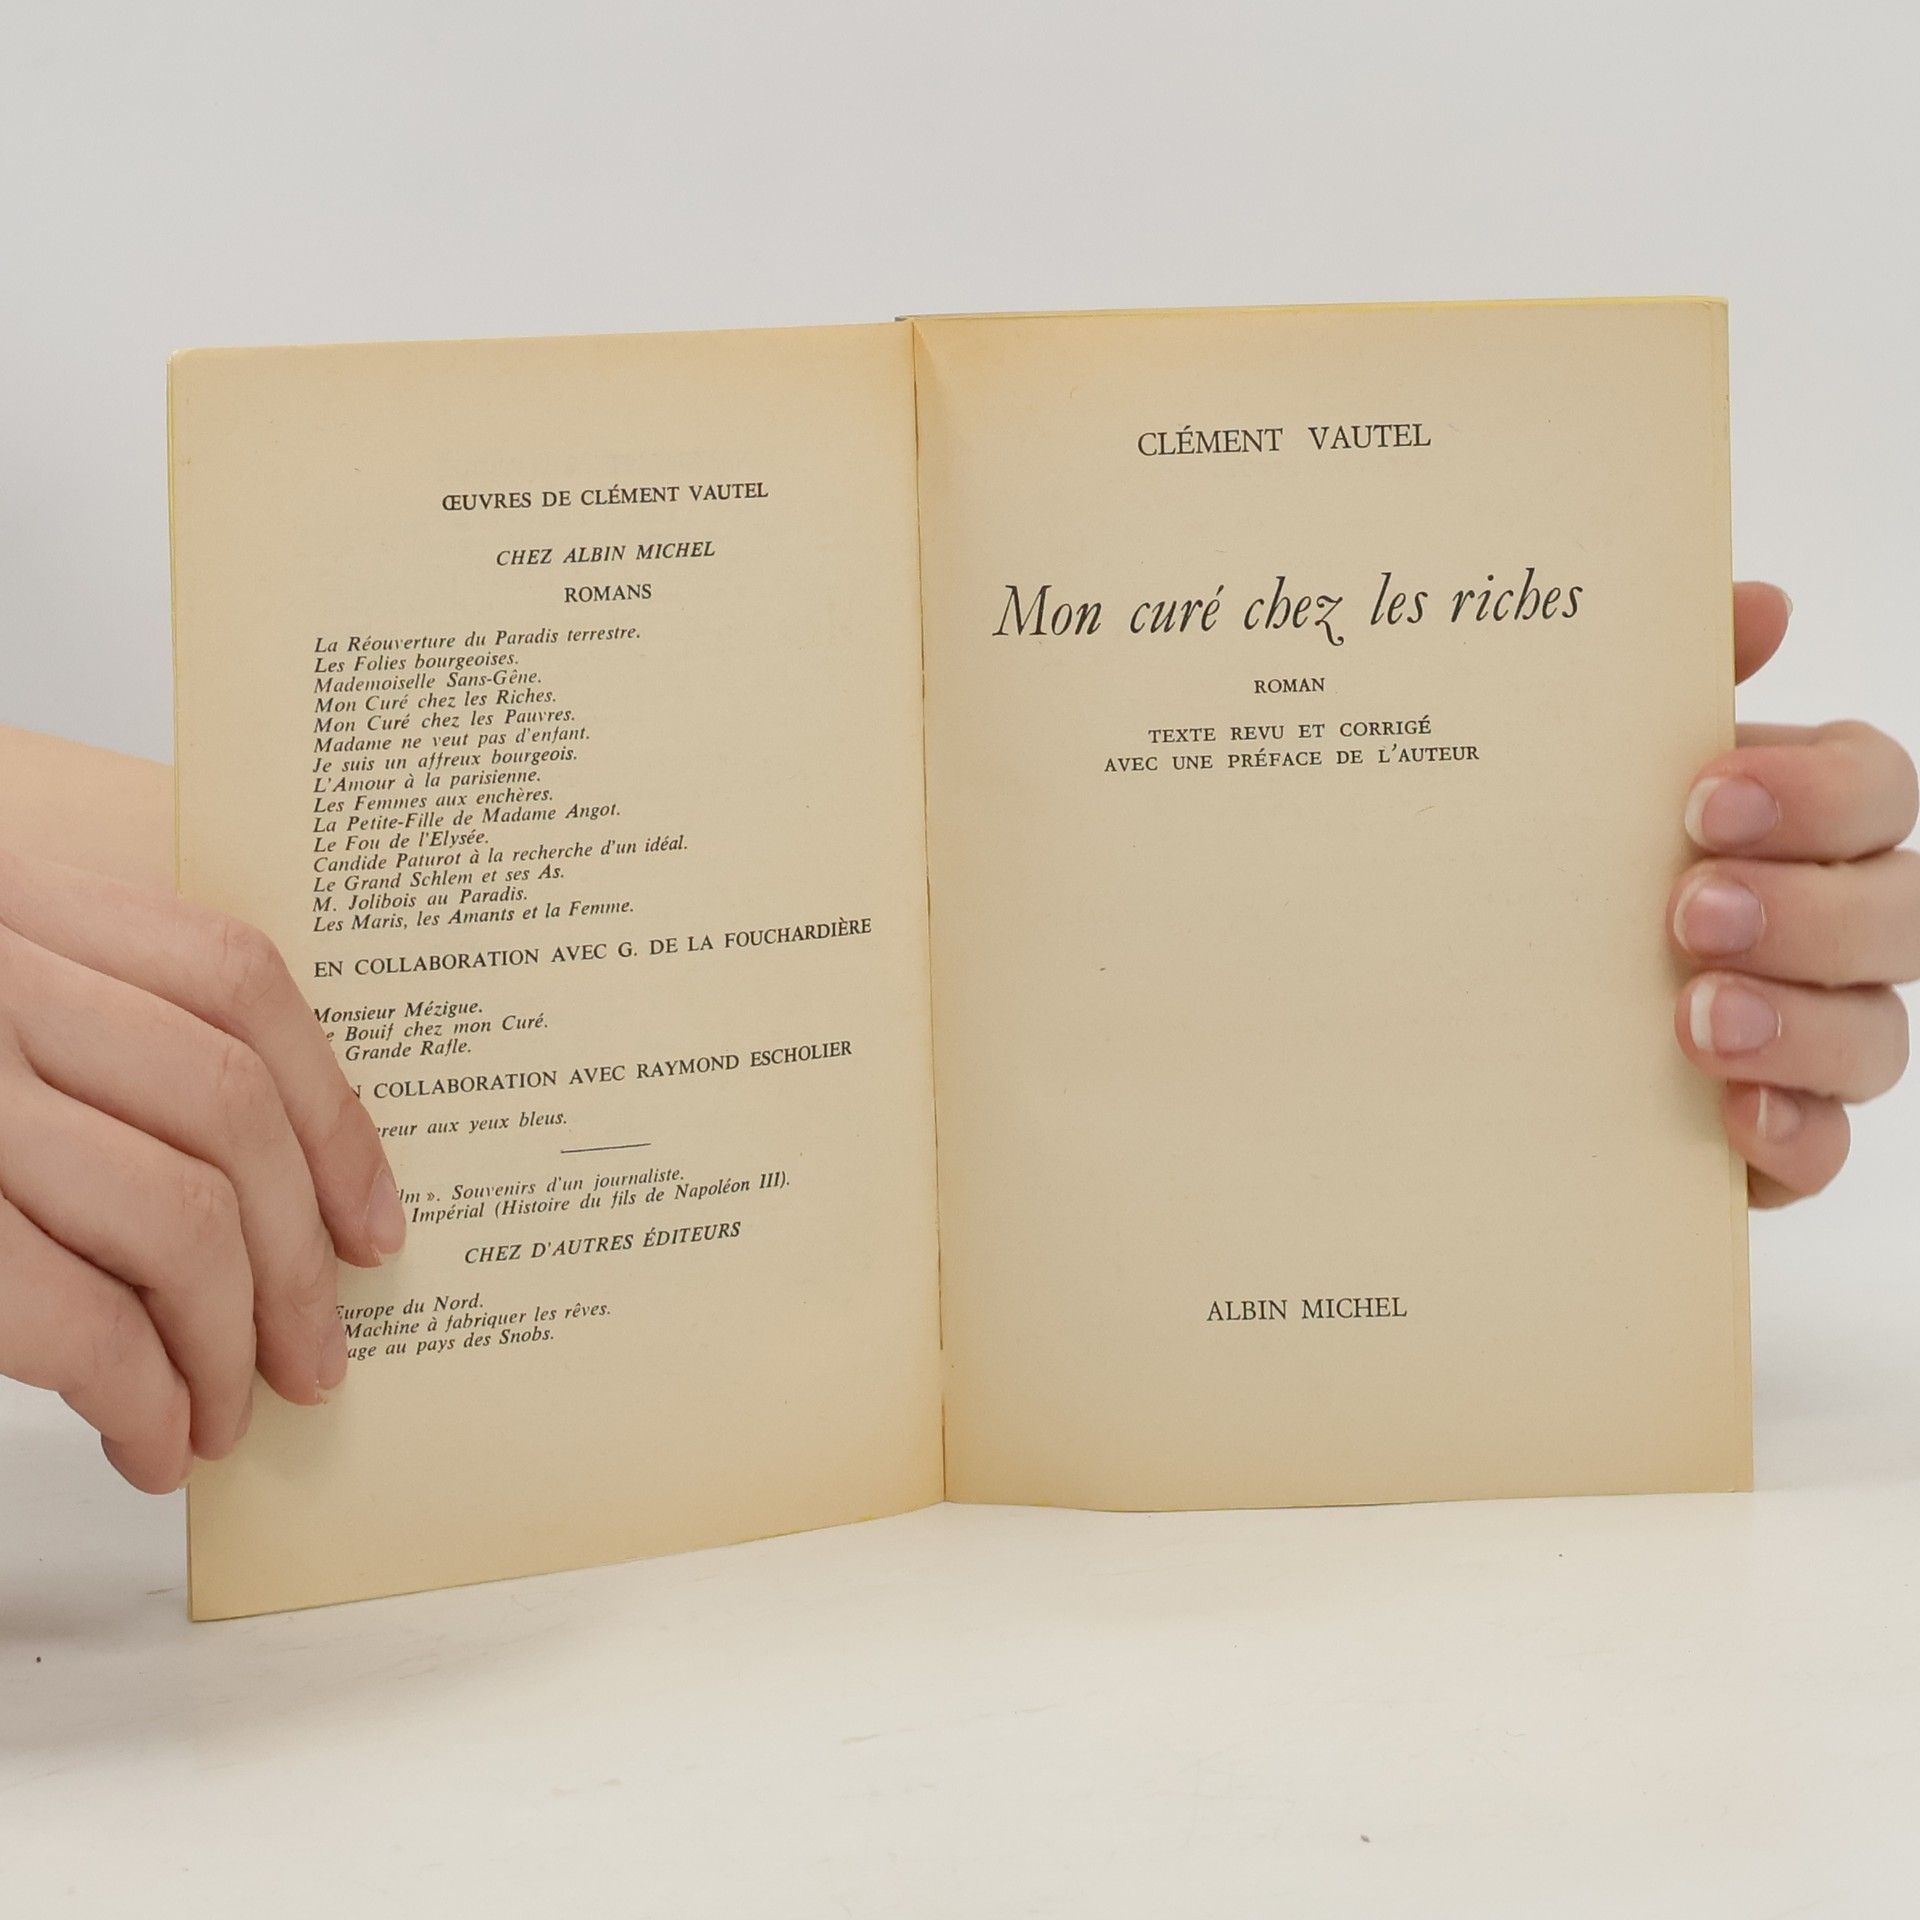 ŒUVRES DE CLÉMENT VAUTEL
CHEZ ALBIN MICHEL
ROMANS
La Réouverture du Paradis terrestre.
Les Folies bourgeoises.
Mademoiselle Sans-Gêne.
Mon Curé chez les Riches.
Mon Curé chez les Pauvres.
Madame ne veut pas d'enfant.
Je suis un affreux bourgeois.
L'Amour à la parisienne.
Les Femmes aux enchères.
La Petite-Fille de Madame Angot.
Le Fou de l'Elysée.
Candide Paturot à la recherche d'un idéal.
Le Grand Schlem et ses As.
M. Jolibois au Paradis.
Les Maris, les Amants et la Femme.
EN COLLABORATION AVEC G. DE LA FOUCHARDIÈRE
Monsieur Mézigue.
Bouif chez mon Curé.
Grande Rafle.
COLLABORATION AVEC RAYMOND ESCHOLIER
aux yeux bleus.
». Souvenirs d'un journaliste.
Impérial (Histoire du fils de Napoléon III).
CHEZ D'AUTRES ÉDITEURS
Europe du Nord.
Machine à fabriquer les rêves.
au pays des Snobs.
CLÉMENT VAUTEL
Mon curé chez les riches
ROMAN
TEXTE REVU ET CORRIGÉ
AVEC UNE PRÉFACE DE L'AUTEUR
ALBIN MICHEL